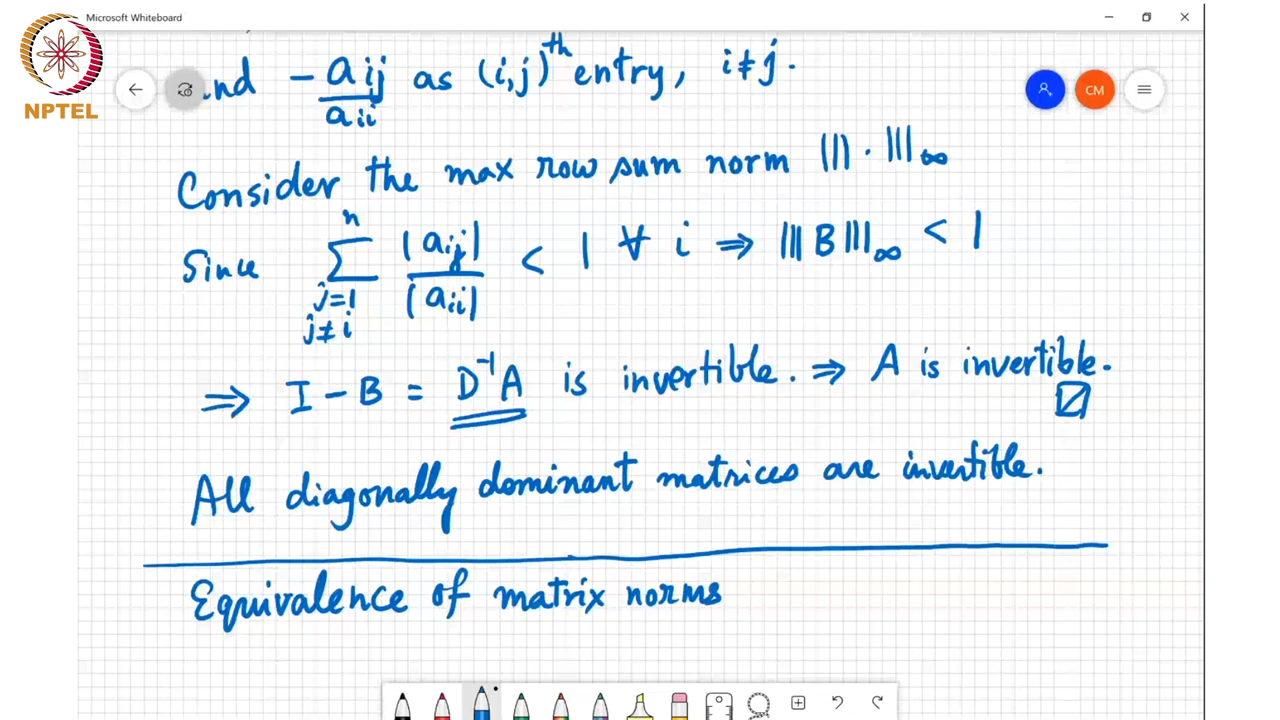 Microsoft Whiteboard
NPTEL
CM
and -aij/aii as (i,j)th entry, i≠j.
Consider the max row sum norm |||·|||∞
Since ∑_{j=1, j≠i}^{n} |aij|/|aii| < 1 ∀ i ⇒ |||B|||∞ < 1
⇒ I-B = D⁻¹A is invertible. ⇒ A is invertible.
All diagonally dominant matrices are invertible.
Equivalence of matrix norms